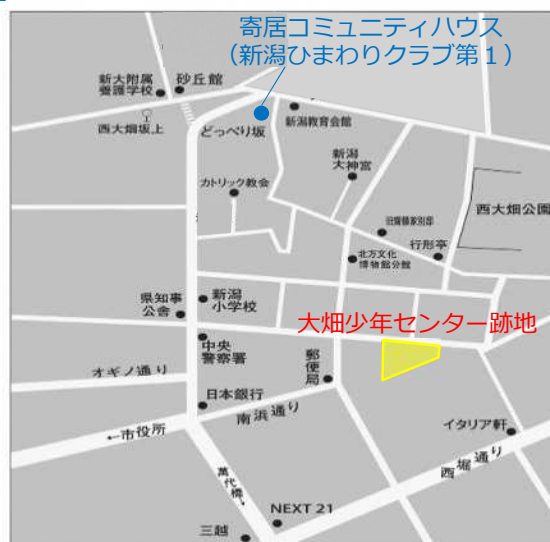 寄居コミュニティハウス
(新潟ひまわりクラブ第1)
新大附属
養護学校
砂丘館
西大畑坂上
どっぺり坂
新潟教育会館
新潟
大神宮
カトリック教会
西大畑公園
旧齋藤家別邸
行形亭
北方文化
博物館分館
県知事
公舎
新潟
小学校
大畑少年センター跡地
中央
警察署
郵便局
オギノ通り
日本銀行
南浜通り
イタリア軒
←市役所
西堀通り
萬代橋→
NEXT 21
三越